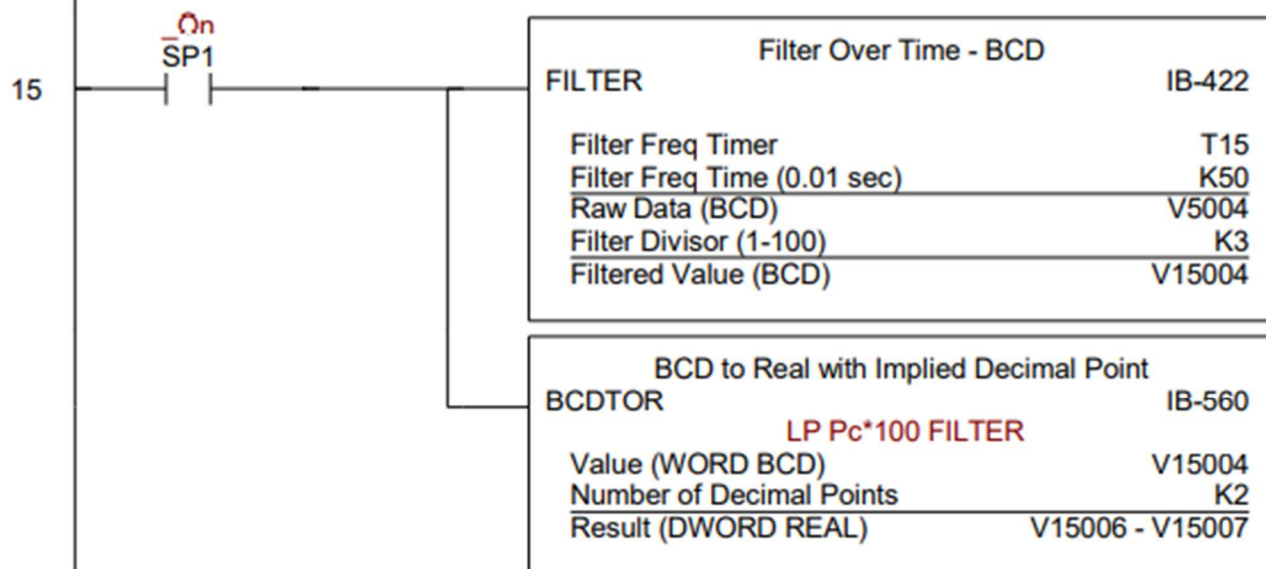 _On
SP1
15
Filter Over Time - BCD
FILTER IB-422
Filter Freq Timer T15
Filter Freq Time (0.01 sec) K50
Raw Data (BCD) V5004
Filter Divisor (1-100) K3
Filtered Value (BCD) V15004
BCD to Real with Implied Decimal Point
BCDTOR IB-560
LP Pc*100 FILTER
Value (WORD BCD) V15004
Number of Decimal Points K2
Result (DWORD REAL) V15006 - V15007